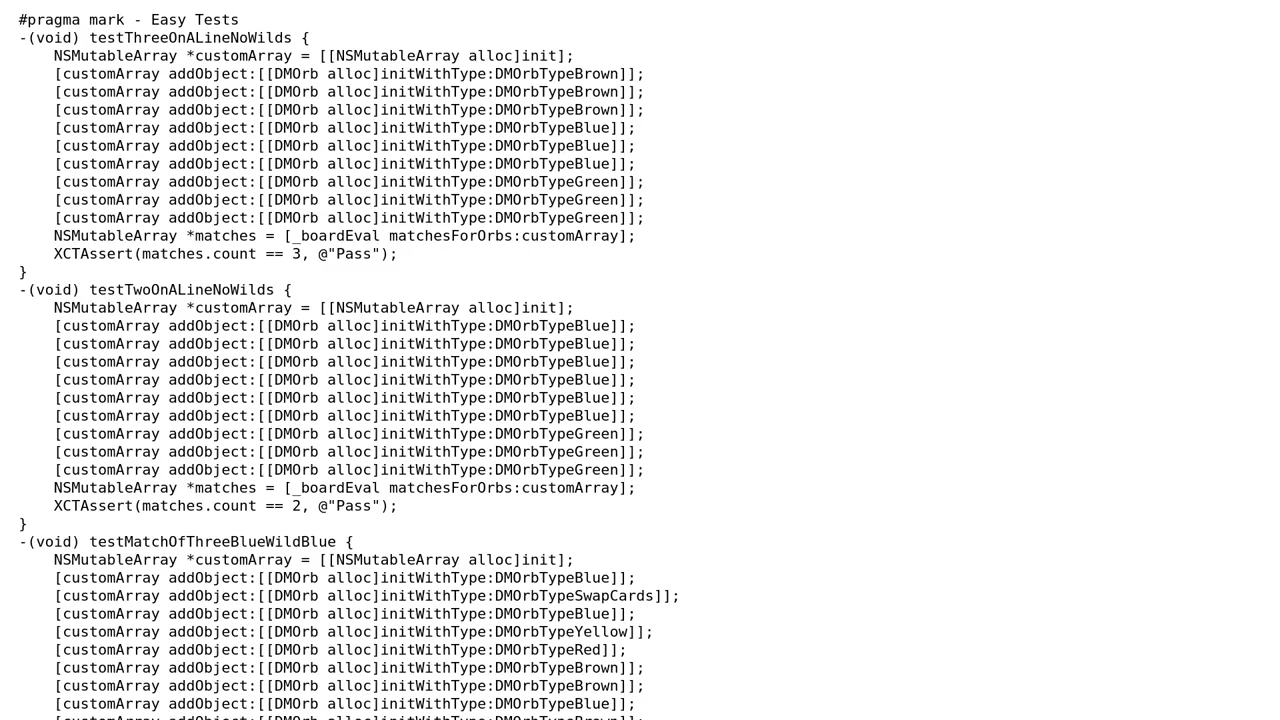 #pragma mark - Easy Tests
-(void) testThreeOnALineNoWilds {
    NSMutableArray *customArray = [[NSMutableArray alloc]init];
    [customArray addObject:[[DMOrb alloc]initWithType:DMOrbTypeBrown]];
    [customArray addObject:[[DMOrb alloc]initWithType:DMOrbTypeBrown]];
    [customArray addObject:[[DMOrb alloc]initWithType:DMOrbTypeBrown]];
    [customArray addObject:[[DMOrb alloc]initWithType:DMOrbTypeBlue]];
    [customArray addObject:[[DMOrb alloc]initWithType:DMOrbTypeBlue]];
    [customArray addObject:[[DMOrb alloc]initWithType:DMOrbTypeBlue]];
    [customArray addObject:[[DMOrb alloc]initWithType:DMOrbTypeGreen]];
    [customArray addObject:[[DMOrb alloc]initWithType:DMOrbTypeGreen]];
    [customArray addObject:[[DMOrb alloc]initWithType:DMOrbTypeGreen]];
    NSMutableArray *matches = [_boardEval matchesForOrbs:customArray];
    XCTAssert(matches.count == 3, @"Pass");
}
-(void) testTwoOnALineNoWilds {
    NSMutableArray *customArray = [[NSMutableArray alloc]init];
    [customArray addObject:[[DMOrb alloc]initWithType:DMOrbTypeBlue]];
    [customArray addObject:[[DMOrb alloc]initWithType:DMOrbTypeBlue]];
    [customArray addObject:[[DMOrb alloc]initWithType:DMOrbTypeBlue]];
    [customArray addObject:[[DMOrb alloc]initWithType:DMOrbTypeBlue]];
    [customArray addObject:[[DMOrb alloc]initWithType:DMOrbTypeBlue]];
    [customArray addObject:[[DMOrb alloc]initWithType:DMOrbTypeBlue]];
    [customArray addObject:[[DMOrb alloc]initWithType:DMOrbTypeGreen]];
    [customArray addObject:[[DMOrb alloc]initWithType:DMOrbTypeGreen]];
    [customArray addObject:[[DMOrb alloc]initWithType:DMOrbTypeGreen]];
    NSMutableArray *matches = [_boardEval matchesForOrbs:customArray];
    XCTAssert(matches.count == 2, @"Pass");
}
-(void) testMatchOfThreeBlueWildBlue {
    NSMutableArray *customArray = [[NSMutableArray alloc]init];
    [customArray addObject:[[DMOrb alloc]initWithType:DMOrbTypeBlue]];
    [customArray addObject:[[DMOrb alloc]initWithType:DMOrbTypeSwapCards]];
    [customArray addObject:[[DMOrb alloc]initWithType:DMOrbTypeBlue]];
    [customArray addObject:[[DMOrb alloc]initWithType:DMOrbTypeYellow]];
    [customArray addObject:[[DMOrb alloc]initWithType:DMOrbTypeRed]];
    [customArray addObject:[[DMOrb alloc]initWithType:DMOrbTypeBrown]];
    [customArray addObject:[[DMOrb alloc]initWithType:DMOrbTypeBrown]];
    [customArray addObject:[[DMOrb alloc]initWithType:DMOrbTypeBlue]];
    [customArray addObject:[[DMOrb alloc]initWithType:DMOrbTypeBrown]];